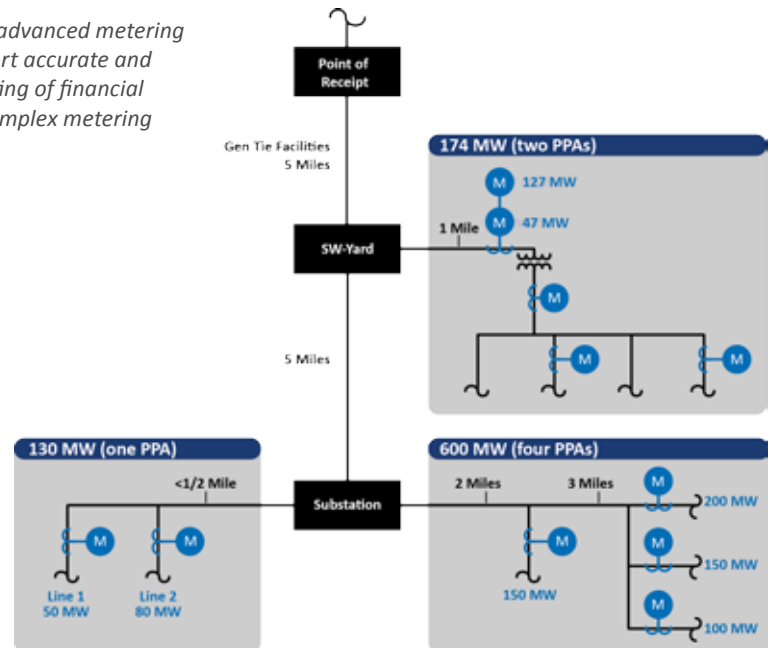 advanced metering
rt accurate and
ing of financial
mplex metering
Point of
Receipt
Gen Tie Facilities
5 Miles
174 MW (two PPAs)
M
127 MW
M
47 MW
1 Mile
SW-Yard
M
M
M
5 Miles
130 MW (one PPA)
<1/2 Mile
M
M
Line 1
50 MW
Line 2
80 MW
Substation
600 MW (four PPAs)
2 Miles
3 Miles
M
200 MW
M
150 MW
M
150 MW
M
100 MW